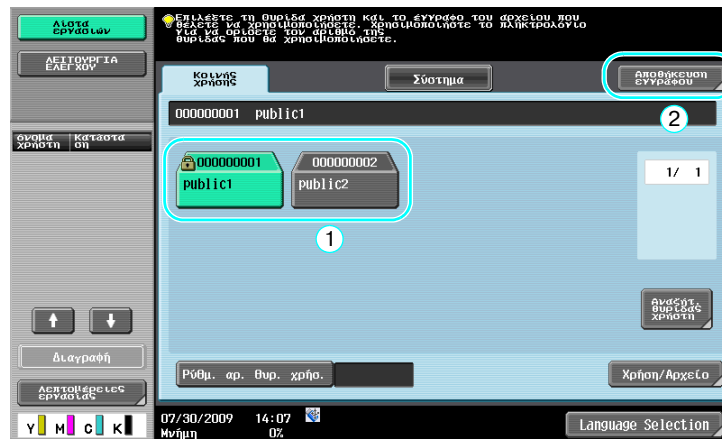 Λίστα
εργασιών
Επιλέξτε τη θυρίδα χρήστη και το έγγραφο του αρχείου που
θέλετε να χρησιμοποιήσετε. Χρησιμοποιήστε το πληκτρολόγιο
για να ορίσετε τον αριθμό της
θυρίδας που θα χρησιμοποιήσετε.
ΛΕΙΤΟΥΡΓΙΑ
ΕΛΕΓΧΟΥ
Κοινής
χρήσης
Σύστημα
Αποθήκευση
εγγράφου
2
000000001 public1
όνομα
χρήστη
Κατάστα
ση
000000001
public1
000000002
public2
1/ 1
1
Αναζήτ.
θυρίδας
χρήστη
Διαγραφή
Ρύθμ. αρ. θυρ. χρήσ.
Χρήση/Αρχείο
Λεπτομέρειες
εργασίας
Y M C K
07/30/2009 14:07
Μνήμη 0%
Language Selection